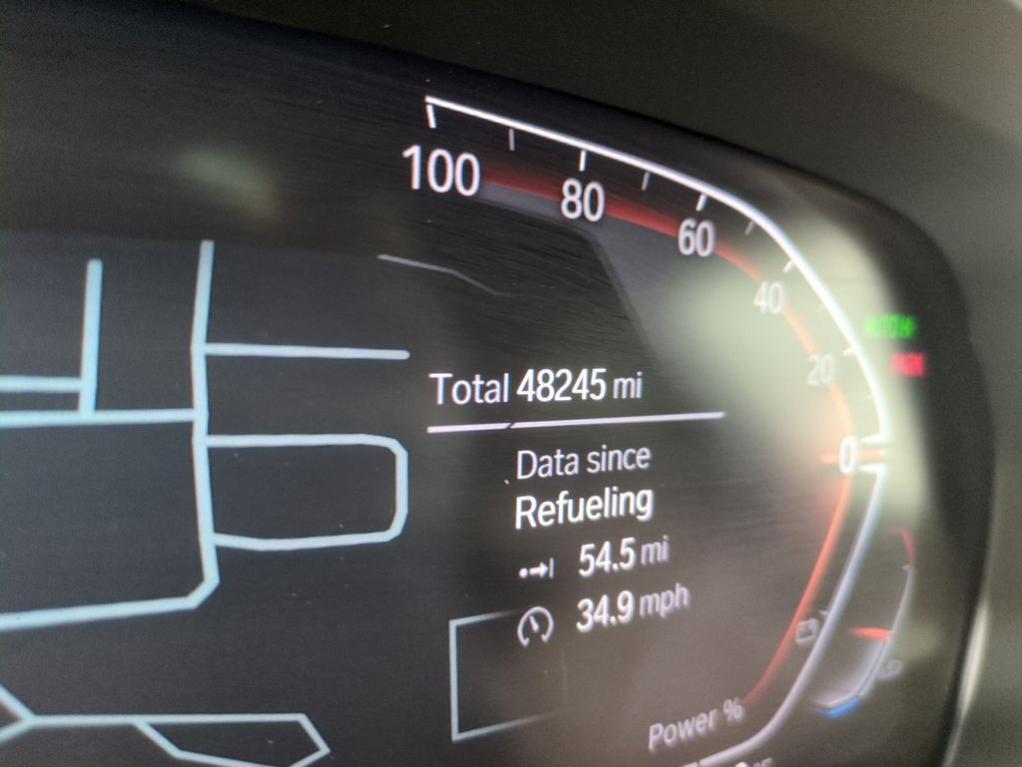 100
80
60
40
20
0
Total 48245 mi
Data since
Refueling
54.5 mi
34.9 mph
Power %